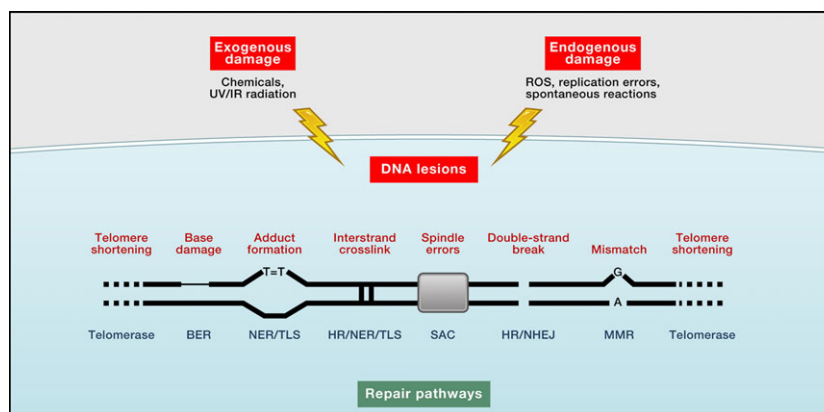 Exogenous
damage
Chemicals,
UV/IR radiation
Endogenous
damage
ROS, replication errors,
spontaneous reactions
DNA lesions
Telomere
shortening
Base
damage
Adduct
formation
Interstrand
crosslink
Spindle
errors
Double-strand
break
Mismatch
Telomere
shortening
T=T
G
A
Telomerase
BER
NER/TLS
HR/NER/TLS
SAC
HR/NHEJ
MMR
Telomerase
Repair pathways